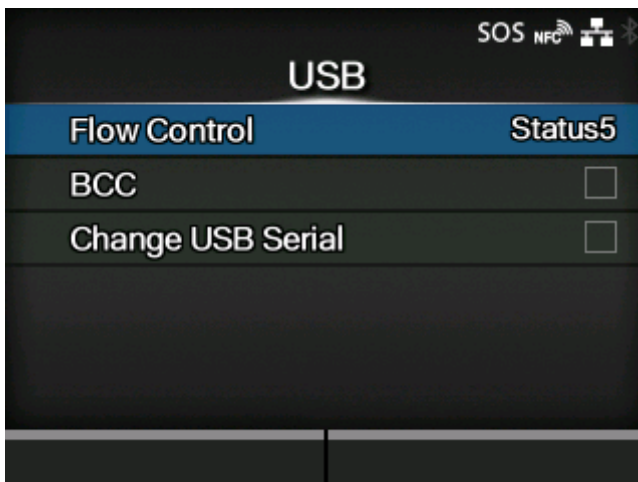 SOS NFC
USB
Flow Control Status5
BCC
Change USB Serial